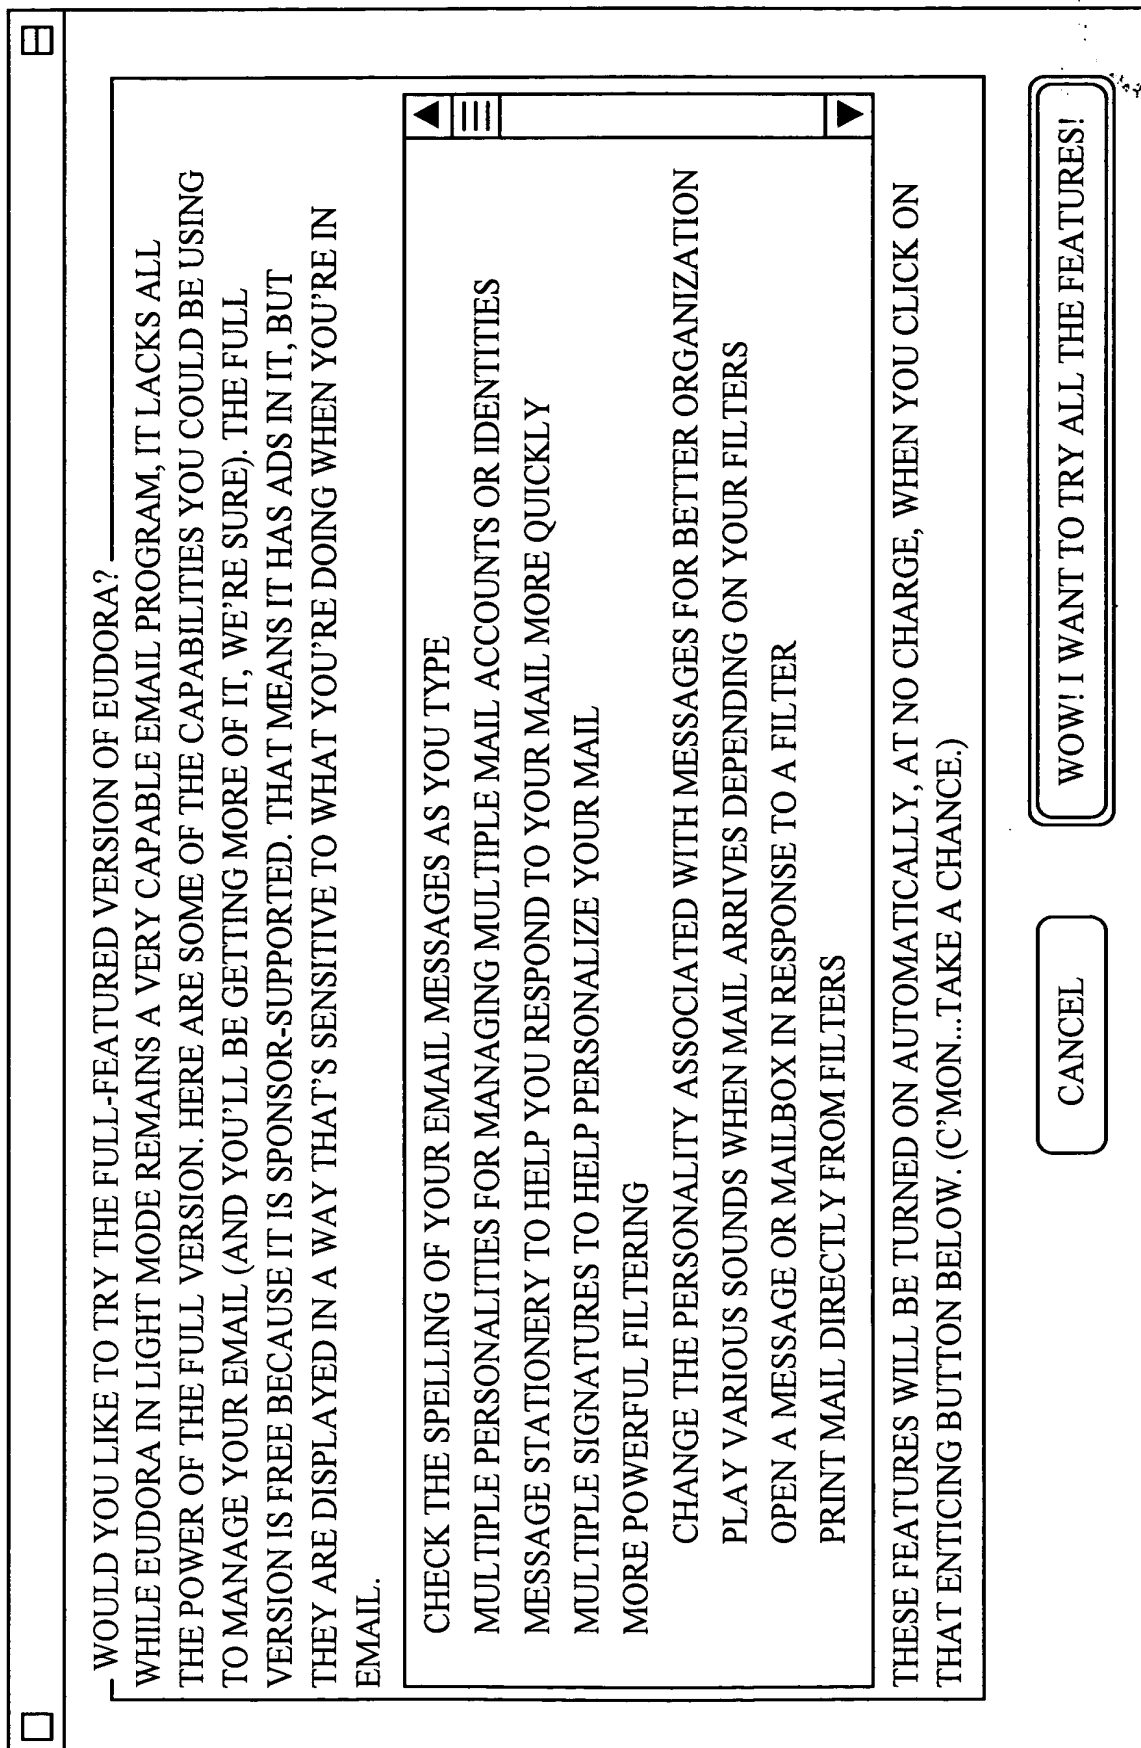 WOULD YOU LIKE TO TRY THE FULL-FEATURED VERSION OF EUDORA?
WHILE EUDORA IN LIGHT MODE REMAINS A VERY CAPABLE EMAIL PROGRAM, IT LACKS ALL
THE POWER OF THE FULL VERSION. HERE ARE SOME OF THE CAPABILITIES YOU COULD BE USING
TO MANAGE YOUR EMAIL (AND YOU'LL BE GETTING MORE OF IT, WE'RE SURE). THE FULL
VERSION IS FREE BECAUSE IT IS SPONSOR-SUPPORTED. THAT MEANS IT HAS ADS IN IT, BUT
THEY ARE DISPLAYED IN A WAY THAT'S SENSITIVE TO WHAT YOU'RE DOING WHEN YOU'RE IN
EMAIL.
CHECK THE SPELLING OF YOUR EMAIL MESSAGES AS YOU TYPE
MULTIPLE PERSONALITIES FOR MANAGING MULTIPLE MAIL ACCOUNTS OR IDENTITIES
MESSAGE STATIONERY TO HELP YOU RESPOND TO YOUR MAIL MORE QUICKLY
MULTIPLE SIGNATURES TO HELP PERSONALIZE YOUR MAIL
MORE POWERFUL FILTERING
CHANGE THE PERSONALITY ASSOCIATED WITH MESSAGES FOR BETTER ORGANIZATION
PLAY VARIOUS SOUNDS WHEN MAIL ARRIVES DEPENDING ON YOUR FILTERS
OPEN A MESSAGE OR MAILBOX IN RESPONSE TO A FILTER
PRINT MAIL DIRECTLY FROM FILTERS
THESE FEATURES WILL BE TURNED ON AUTOMATICALLY, AT NO CHARGE, WHEN YOU CLICK ON
THAT ENTICING BUTTON BELOW. (C'MON...TAKE A CHANCE.)
CANCEL
WOW! I WANT TO TRY ALL THE FEATURES!